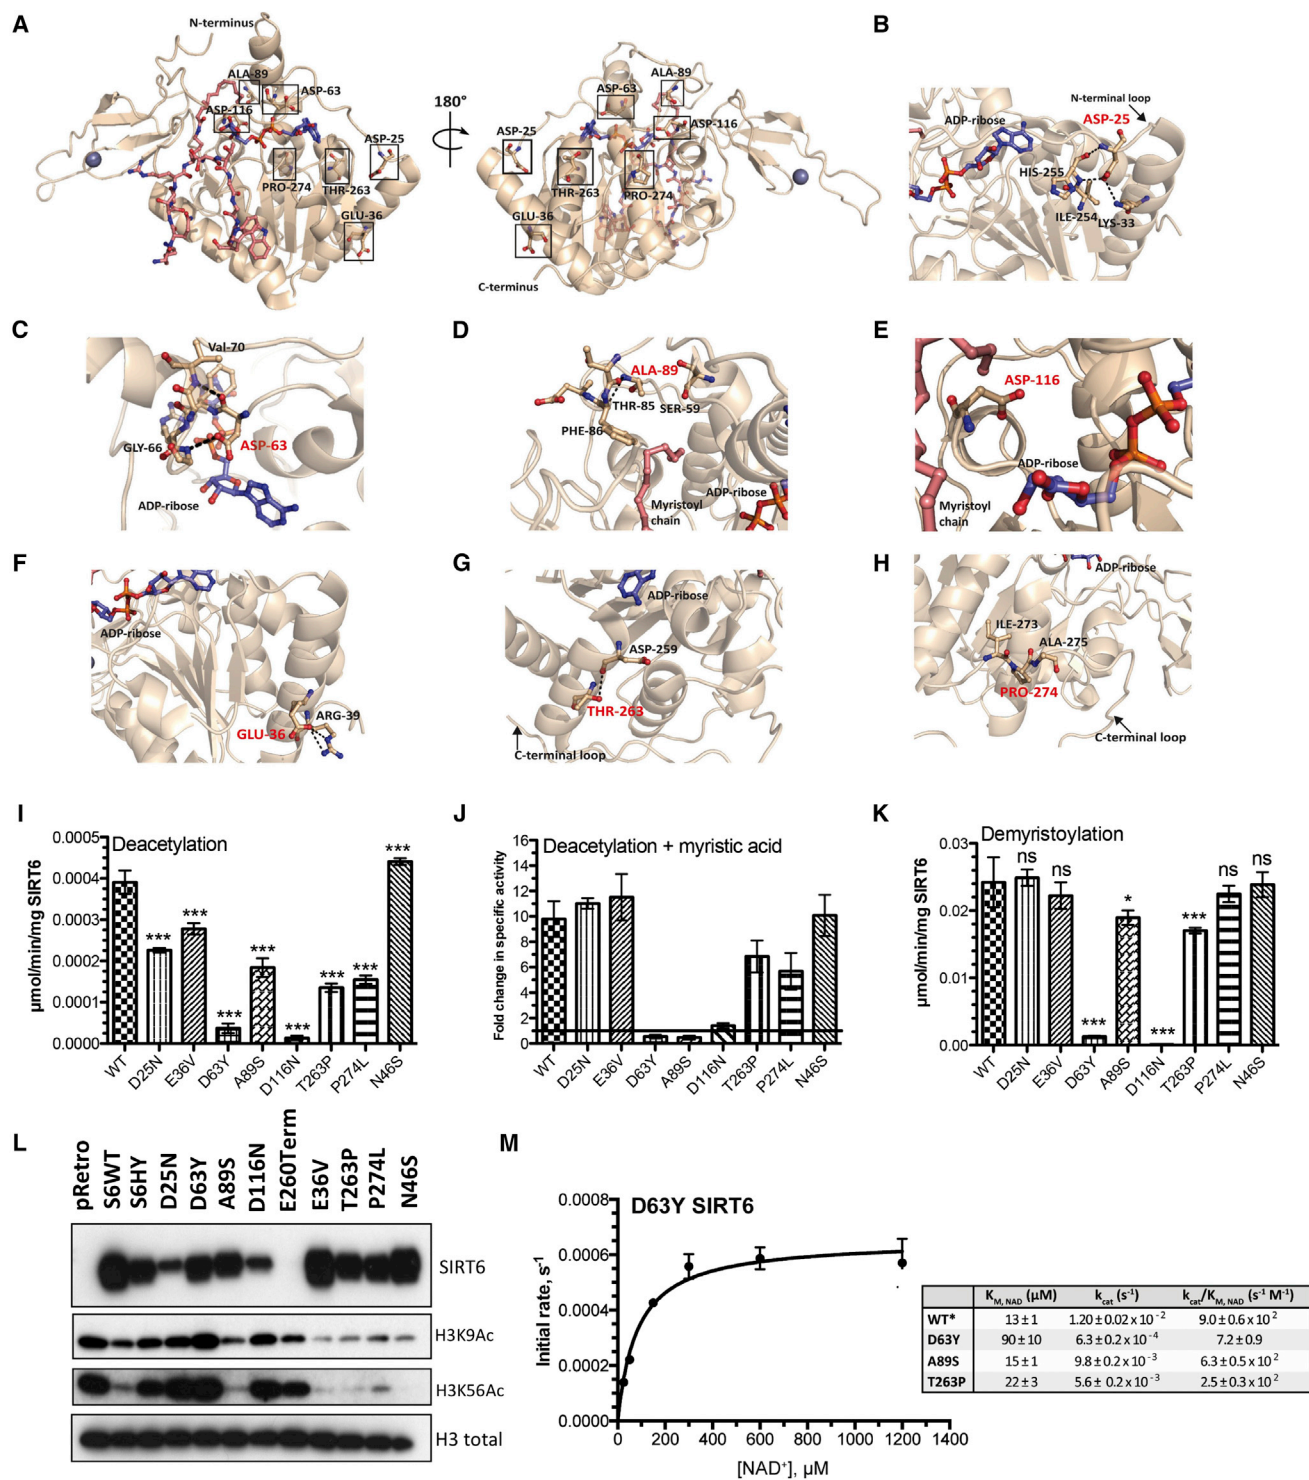 A
N-terminus
ALA-89
ASP-63
ASP-116
ASP-25
PRO-274
THR-263
GLU-36
180°
ALA-89
ASP-63
ASP-116
ASP-25
THR-263
PRO-274
GLU-36
C-terminus
B
N-terminal loop
ADP-ribose
ASP-25
HIS-255
ILE-254
LYS-33
C
Val-70
GLY-66
ASP-63
ADP-ribose
D
ALA-89
THR-85
SER-59
PHE-86
Myristoyl
chain
ADP-ribose
E
ASP-116
ADP-ribose
Myristoyl
chain
F
ADP-ribose
ARG-39
GLU-36
G
ADP-ribose
ASP-259
THR-263
C-terminal loop
H
ADP-ribose
ILE-273
ALA-275
PRO-274
C-terminal loop
I
Deacetylation
µmol/min/mg SIRT6
0.0005
0.0004
0.0003
0.0002
0.0001
0.0000
*** *** *** *** *** *** *** ***
WT D25N E36V D63Y A89S D116N T263P P274L N46S
J
Deacetylation + myristic acid
Fold change in specific activity
16
14
12
10
8
6
4
2
0
WT D25N E36V D63Y A89S D116N T263P P274L N46S
K
Demyristoylation
µmol/min/mg SIRT6
0.03
0.02
0.01
0.00
ns ns *** * *** *** ns ns
WT D25N E36V D63Y A89S D116N T263P P274L N46S
L
pRetro S6WT S6HY D25N D63Y A89S D116N E260Term E36V T263P P274L N46S
SIRT6
H3K9Ac
H3K56Ac
H3 total
M
D63Y SIRT6
Initial rate, s-1
0.0008
0.0006
0.0004
0.0002
0.0000
0 200 400 600 800 1000 1200 1400
[NAD+], µM
KM, NAD (µM) kcat (s-1) kcat/KM, NAD (s-1 M-1)
WT* 13±1 1.20±0.02 x 10-2 9.0±0.6 x 10 2
D63Y 90±10 6.3±0.2 x 10-4 7.2±0.9
A89S 15±1 9.8±0.2 x 10-3 6.3±0.5 x 10 2
T263P 22±3 5.6±0.2 x 10-3 2.5±0.3 x 10 2